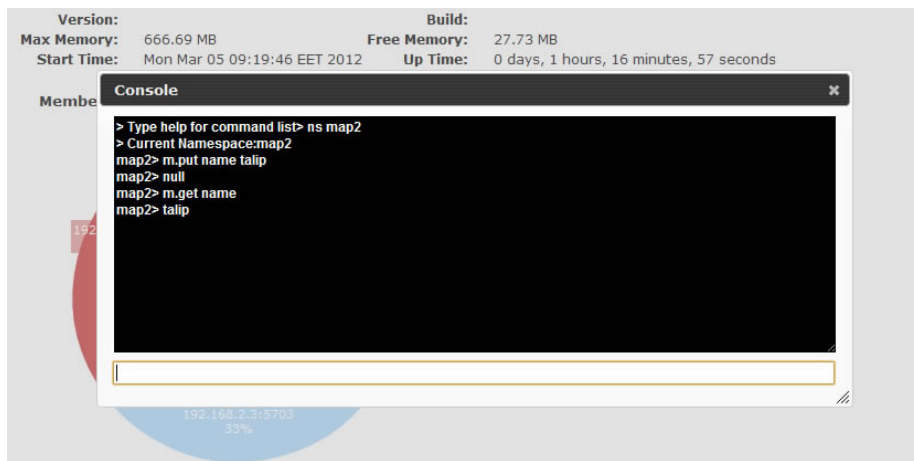 Version: Build:
Max Memory: 666.69 MB Free Memory: 27.73 MB
Start Time: Mon Mar 05 09:19:46 EET 2012 Up Time: 0 days, 1 hours, 16 minutes, 57 seconds
Membe
Console
> Type help for command list> ns map2
> Current Namespace:map2
map2> m.put name talip
map2> null
map2> m.get name
map2> talip
192
192.168.2.3:5703
33%